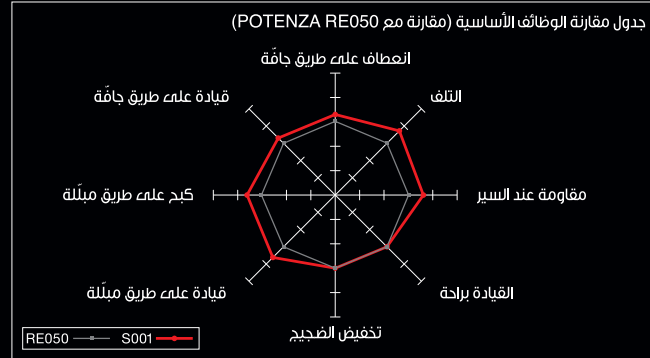 جدول مقارنة الوظائف الأساسية (مقارنة مع POTENZA RE050)
انعطاف على طريق جافّة
قيادة على طريق جافّة
التلف
كبح على طريق مبلّلة
مقاومة عند السير
قيادة على طريق مبلّلة
القيادة براحة
تخفيض الضجيج
RE050
S001